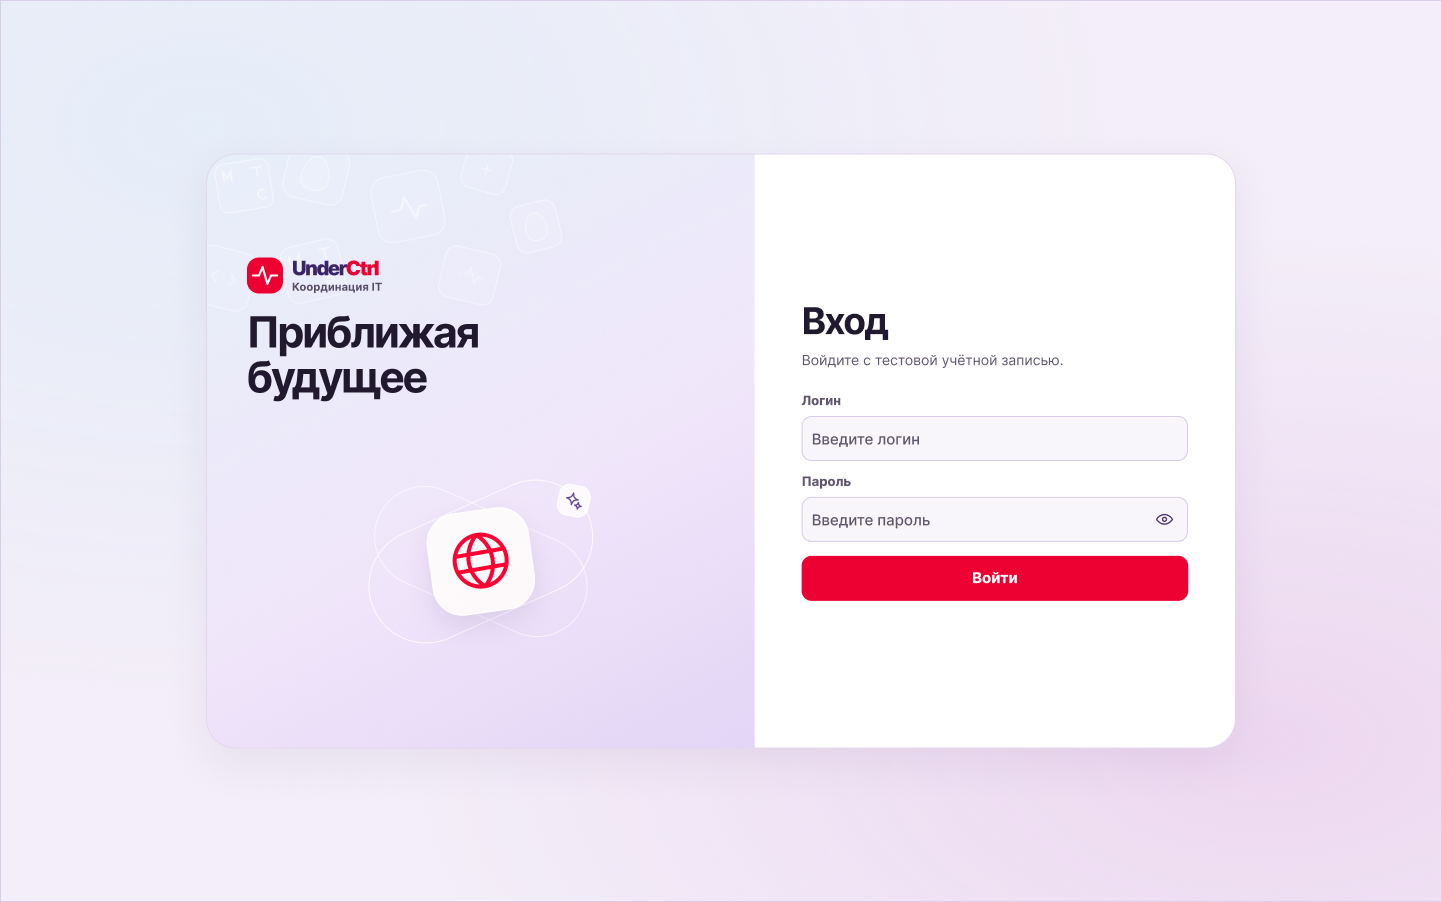 М Т
С
UnderCtrl
Координация IT
Приближая
будущее
Вход
Войдите с тестовой учётной записью.
Логин
Введите логин
Пароль
Введите пароль
Войти